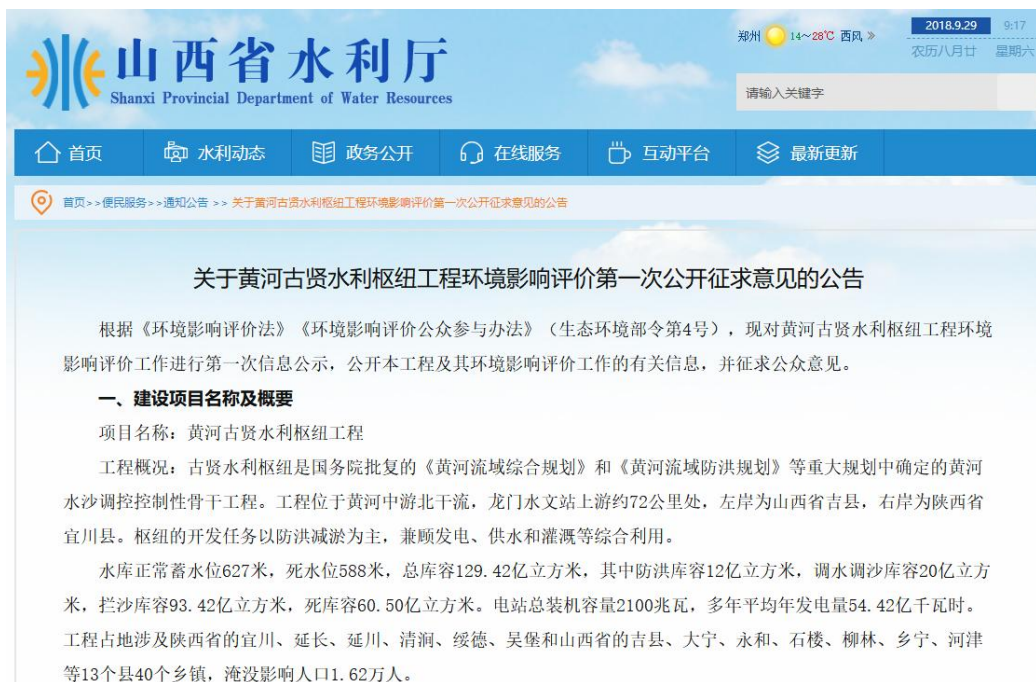 山西省水利厅
Shanxi Provincial Department of Water Resources
郑州 14~28℃ 西风 »
2018.9.29 9:17
农历八月廿 星期六
请输入关键字
首页 水利动态 政务公开 在线服务 互动平台 最新更新
首页>>便民服务>>通知公告 >> 关于黄河古贤水利枢纽工程环境影响评价第一次公开征求意见的公告
关于黄河古贤水利枢纽工程环境影响评价第一次公开征求意见的公告
根据《环境影响评价法》《环境影响评价公众参与办法》（生态环境部令第4号），现对黄河古贤水利枢纽工程环境
影响评价工作进行第一次信息公示，公开本工程及其环境影响评价工作的有关信息，并征求公众意见。
一、建设项目名称及概要
项目名称：黄河古贤水利枢纽工程
工程概况：古贤水利枢纽是国务院批复的《黄河流域综合规划》和《黄河流域防洪规划》等重大规划中确定的黄河
水沙调控控制性骨干工程。工程位于黄河中游北干流，龙门水文站上游约72公里处，左岸为山西省吉县，右岸为陕西省
宜川县。枢纽的开发任务以防洪减淤为主，兼顾发电、供水和灌溉等综合利用。
水库正常蓄水位627米，死水位588米，总库容129.42亿立方米，其中防洪库容12亿立方米，调水调沙库容20亿立方
米，拦沙库容93.42亿立方米，死库容60.50亿立方米。电站总装机容量2100兆瓦，多年平均年发电量54.42亿千瓦时。
工程占地涉及陕西省的宜川、延长、延川、清涧、绥德、吴堡和山西省的吉县、大宁、永和、石楼、柳林、乡宁、河津
等13个县40个乡镇，淹没影响人口1.62万人。